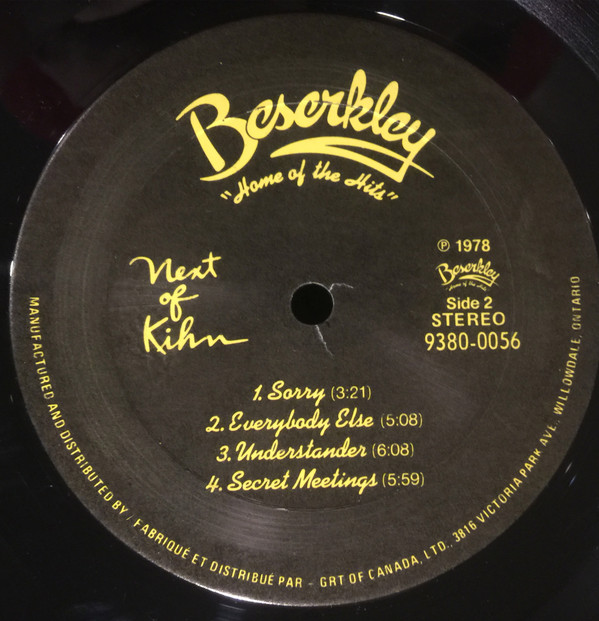 Beserkley
"Home of the Hits"
Next
of
Kihn
℗ 1978
Beserkley
Home of the Hits
Side 2
STEREO
9380-0056
1. Sorry (3:21)
2. Everybody Else (5:08)
3. Understander (6:08)
4. Secret Meetings (5:59)
MANUFACTURED AND DISTRIBUTED BY / FABRIQUÉ ET DISTRIBUÉ PAR - GRT OF CANADA, LTD., 3816 VICTORIA PARK AVE. WILLOWDALE, ONTARIO